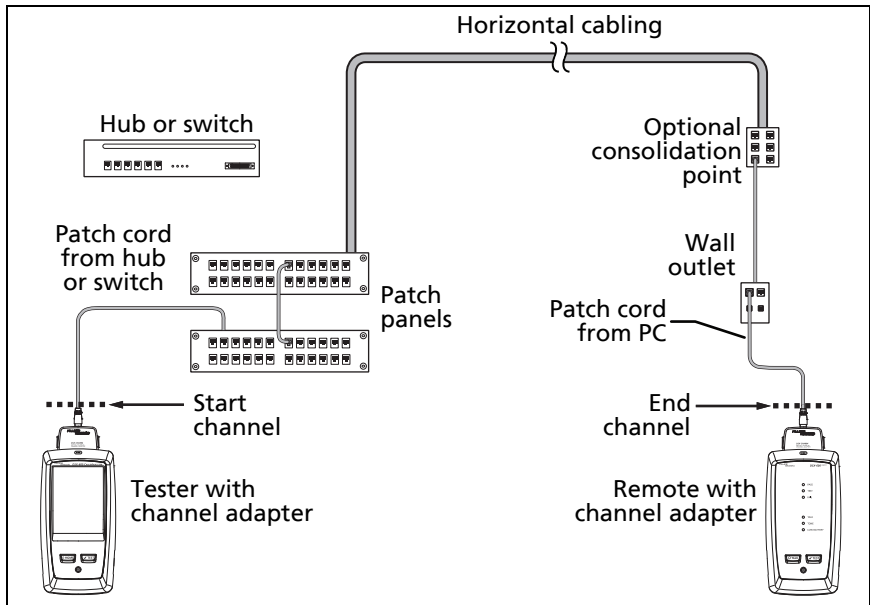 Horizontal cabling
Hub or switch
Optional
consolidation
point
Patch cord
from hub
or switch
Wall
outlet
Patch
panels
Patch cord
from PC
Start
channel
End
channel
Tester with
channel adapter
Remote with
channel adapter